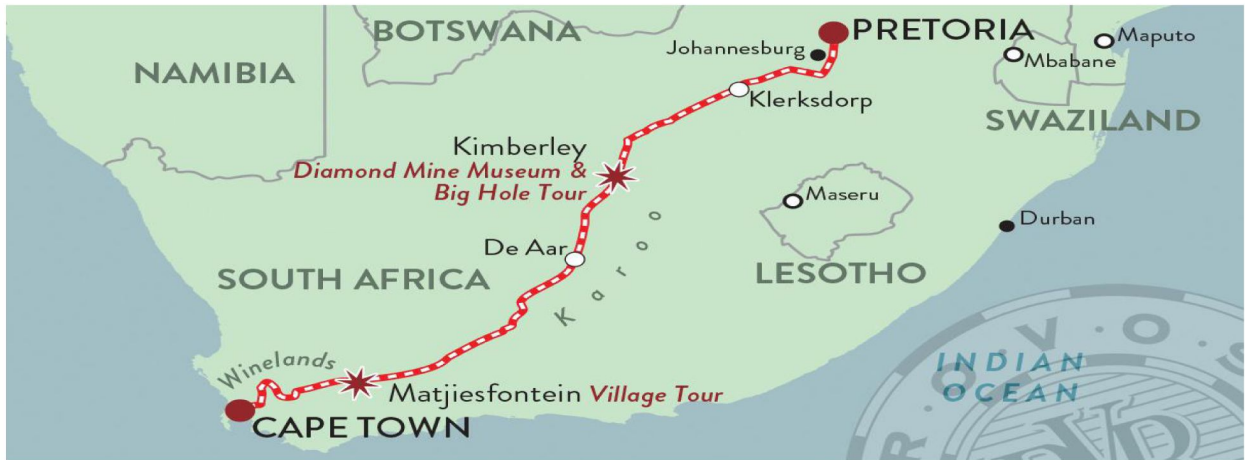 BOTSWANA
PRETORIA
Johannesburg
Maputo
Mbabane
NAMIBIA
Klerksdorp
SWAZILAND
Kimberley
Diamond Mine Museum &
Big Hole Tour
Maseru
Durban
De Aar
Karoo
SOUTH AFRICA
LESOTHO
Winelands
INDIAN
OCEAN
Matjiesfontein Village Tour
CAPE TOWN
R·O·V·O·S